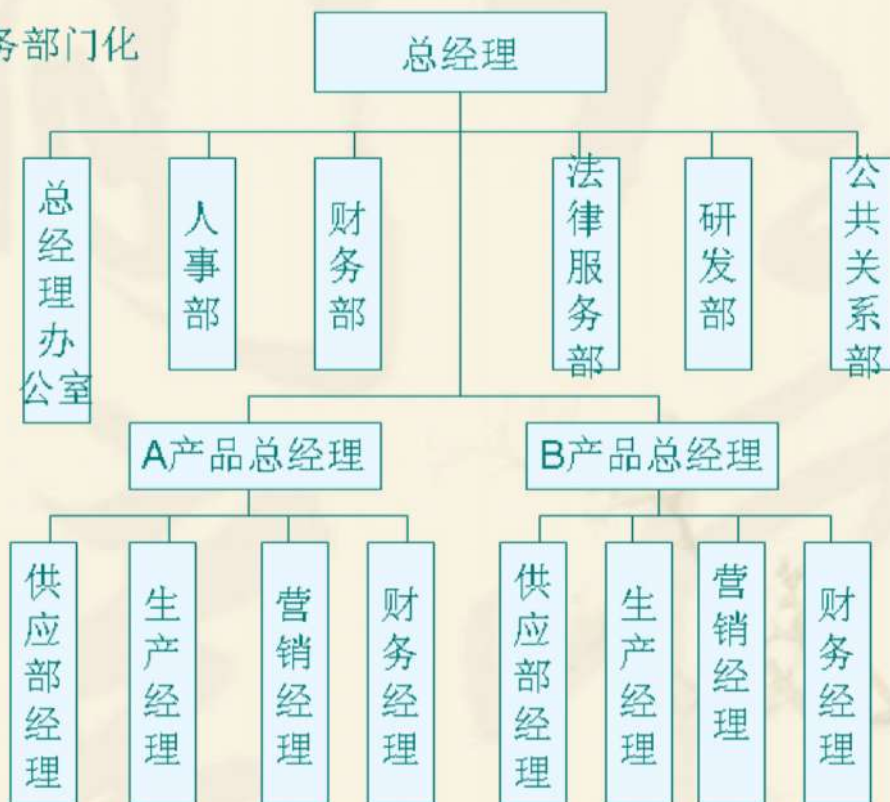 务部门化
总经理
总经理办公室
人事部
财务部
法律服务部
研发部
公共关系部
A产品总经理
B产品总经理
供应部经理
生产经理
营销经理
财务经理
供应部经理
生产经理
营销经理
财务经理